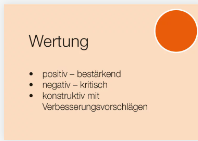 Wertung
• positiv – bestärkend
• negativ – kritisch
• konstruktiv mit
Verbesserungsvorschlägen